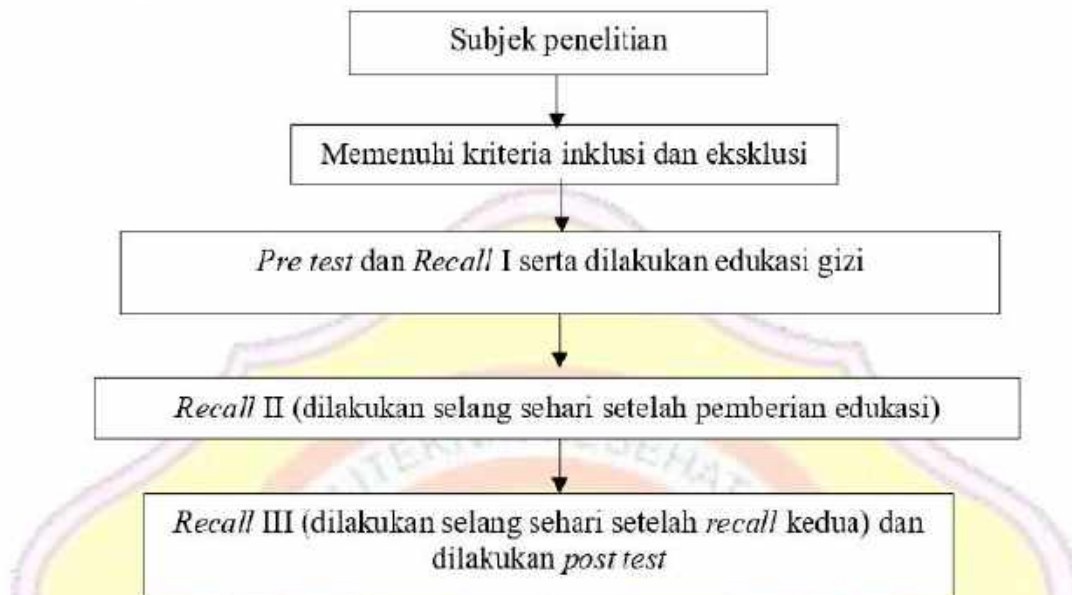 Subjek penelitian
Memenuhi kriteria inklusi dan eksklusi
Pre test dan Recall I serta dilakukan edukasi gizi
Recall II (dilakukan selang sehari setelah pemberian edukasi)
Recall III (dilakukan selang sehari setelah recall kedua) dan
dilakukan post test